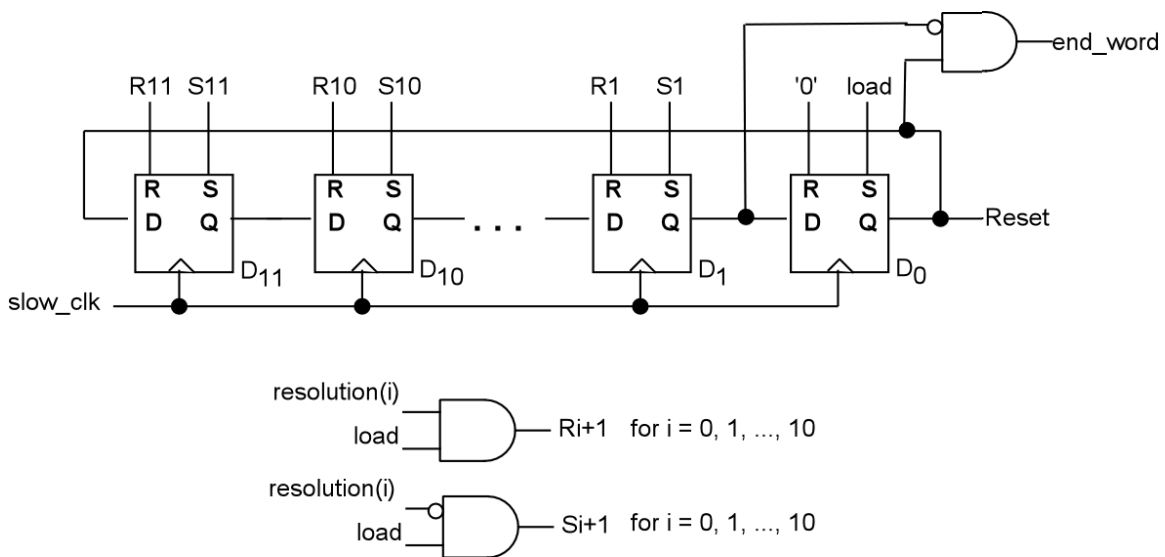 end_word
R11 S11 R10 S10 R1 S1 '0' load
R S R S R S R S
D Q D Q . . . D Q D Q Reset
D11 D10 D1 D0
slow_clk
resolution(i)
load Ri+1 for i = 0, 1, ..., 10
resolution(i)
load Si+1 for i = 0, 1, ..., 10